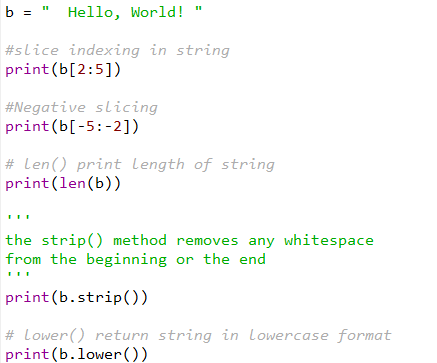 b = "  Hello, World! "
#slice indexing in string
print(b[2:5])
#Negative slicing
print(b[-5:-2])
# len() print length of string
print(len(b))
'''
the strip() method removes any whitespace
from the beginning or the end
'''
print(b.strip())
# lower() return string in lowercase format
print(b.lower())